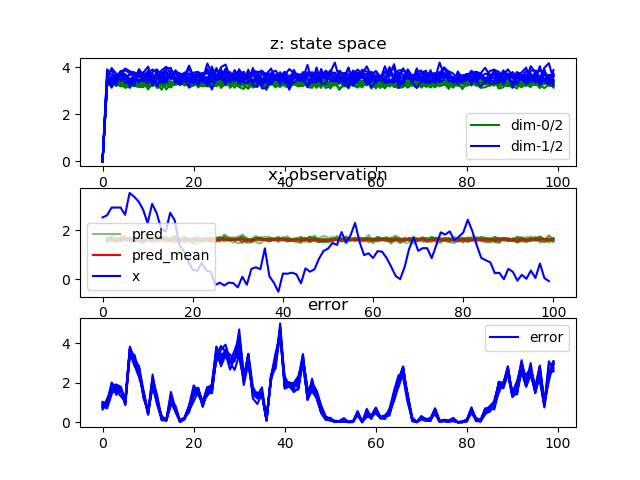 z: state space
4
2
0
dim-0/2
dim-1/2
0 20 40 60 80 100
x: observation
2
0
pred
pred_mean
x
0 20 40 60 80 100
error
4
2
0
error
0 20 40 60 80 100